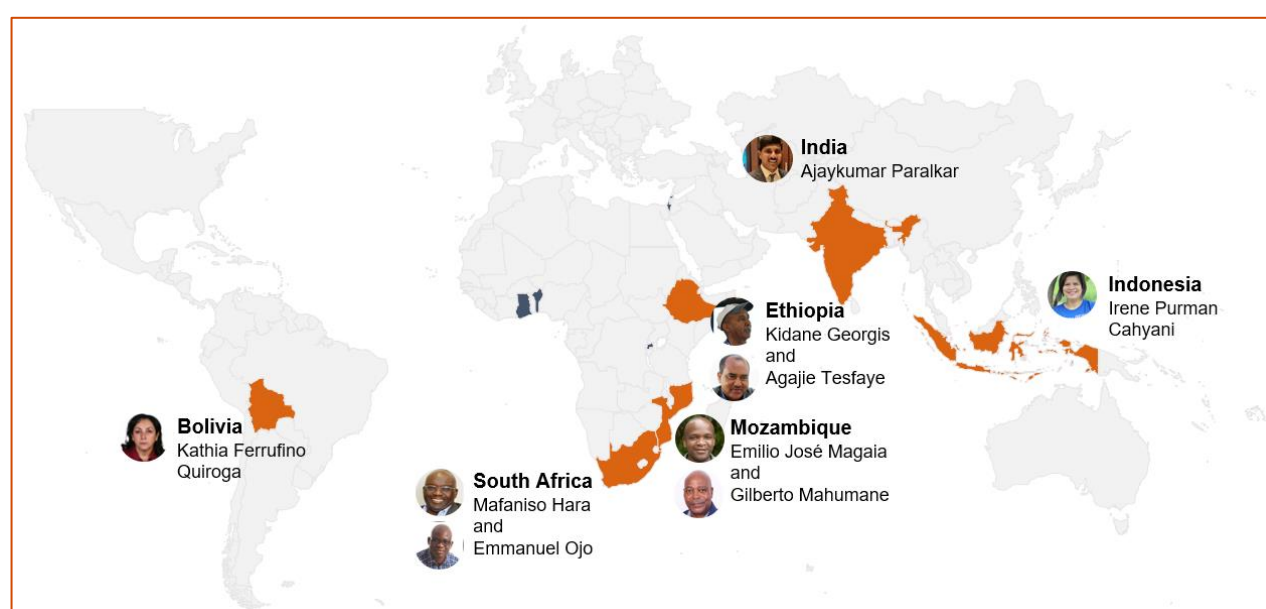 India
Ajaykumar Paralkar
Indonesia
Irene Purman
Cahyani
Ethiopia
Kidane Georgis
and
Agajie Tesfaye
Bolivia
Kathia Ferrufino
Quiroga
Mozambique
Emilio José Magaia
and
Gilberto Mahumane
South Africa
Mafaniso Hara
and
Emmanuel Ojo